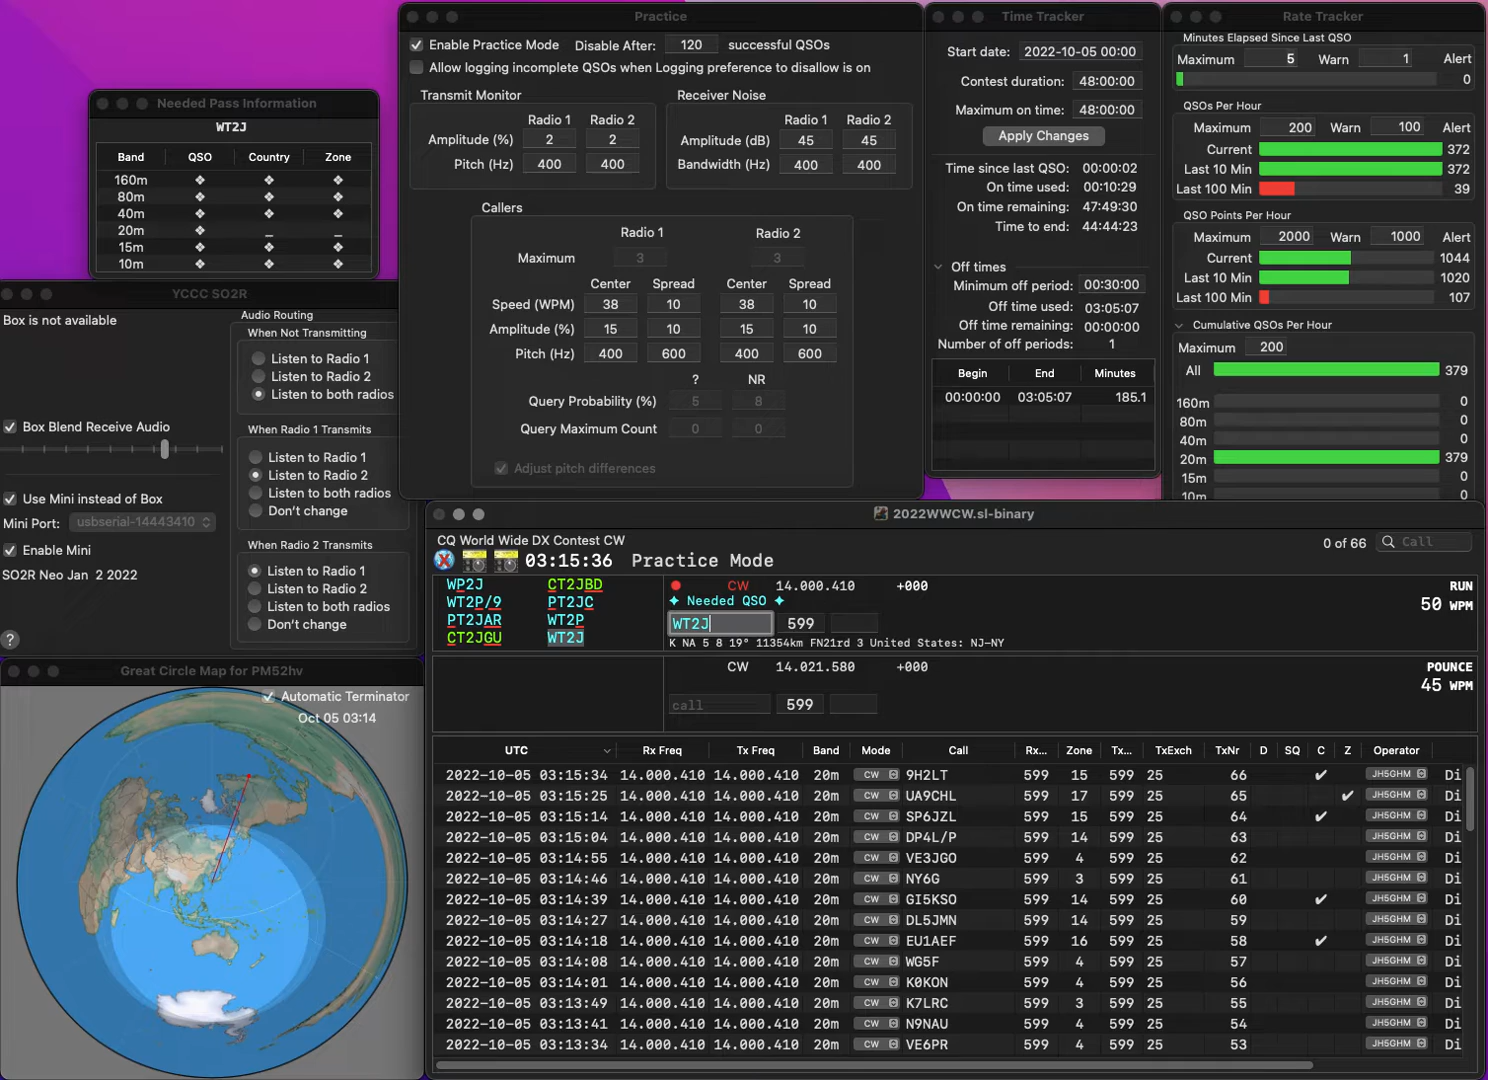 Practice
Enable Practice Mode Disable After: 120 successful QSOs
Allow logging incomplete QSOs when Logging preference to disallow is on
Transmit Monitor
Radio 1 Radio 2
Amplitude (%) 2 2
Pitch (Hz) 400 400
Receiver Noise
Radio 1 Radio 2
Amplitude (dB) 45 45
Bandwidth (Hz) 400 400
Callers
Radio 1 Radio 2
Maximum 3 3
Center Spread Center Spread
Speed (WPM) 38 10 38 10
Amplitude (%) 15 10 15 10
Pitch (Hz) 400 600 400 600
? NR
Query Probability (%) 5 8
Query Maximum Count 0 0
Adjust pitch differences
Time Tracker
Start date: 2022-10-05 00:00
Contest duration: 48:00:00
Maximum on time: 48:00:00
Apply Changes
Time since last QSO: 00:00:02
On time used: 00:10:29
On time remaining: 47:49:30
Time to end: 44:44:23
Off times
Minimum off period: 00:30:00
Off time used: 03:05:07
Off time remaining: 00:00:00
Number of off periods: 1
Begin End Minutes
00:00:00 03:05:07 185.1
Rate Tracker
Minutes Elapsed Since Last QSO
Maximum 5 Warn 1 Alert
0
QSOs Per Hour
Maximum 200 Warn 100 Alert
Current 372
Last 10 Min 372
Last 100 Min 39
QSO Points Per Hour
Maximum 2000 Warn 1000 Alert
Current 1044
Last 10 Min 1020
Last 100 Min 107
Cumulative QSOs Per Hour
Maximum 200
All 379
160m 0
80m 0
40m 0
20m 379
15m 0
10m 0
Needed Pass Information
WT2J
Band QSO Country Zone
160m ❖ ❖ ❖
80m ❖ ❖ ❖
40m ❖ ❖ ❖
20m ❖ _ _
15m ❖ ❖ ❖
10m ❖ ❖ ❖
YCCC SO2R
Box is not available
Box Blend Receive Audio
Use Mini instead of Box
Mini Port: usbserial-14443410
Enable Mini
SO2R Neo Jan 2 2022
?
Audio Routing
When Not Transmitting
Listen to Radio 1
Listen to Radio 2
Listen to both radios
When Radio 1 Transmits
Listen to Radio 1
Listen to Radio 2
Listen to both radios
Don't change
When Radio 2 Transmits
Listen to Radio 1
Listen to Radio 2
Listen to both radios
Don't change
Great Circle Map for PM52hv
Automatic Terminator
Oct 05 03:14
2022WWCW.sl-binary
CQ World Wide DX Contest CW
03:15:36 Practice Mode
0 of 66 Call
WP2J CT2JBD
WT2P/9 PT2JC
PT2JAR WT2P
CT2JGU WT2J
CW 14.000.410 +000 RUN
✦ Needed QSO ✦ 50 WPM
WT2J 599
K NA 5 8 19° 11354km FN21rd 3 United States: NJ-NY
CW 14.021.580 +000 POUNCE
45 WPM
call 599
UTC Rx Freq Tx Freq Band Mode Call Rx... Zone Tx... TxExch TxNr D SQ C Z Operator
2022-10-05 03:15:34 14.000.410 14.000.410 20m CW 9H2LT 599 15 599 25 66 ✔ JH5GHM Di
2022-10-05 03:15:25 14.000.410 14.000.410 20m CW UA9CHL 599 17 599 25 65 ✔ JH5GHM Di
2022-10-05 03:15:14 14.000.410 14.000.410 20m CW SP6JZL 599 15 599 25 64 ✔ JH5GHM Di
2022-10-05 03:15:04 14.000.410 14.000.410 20m CW DP4L/P 599 14 599 25 63 JH5GHM Di
2022-10-05 03:14:55 14.000.410 14.000.410 20m CW VE3JGO 599 4 599 25 62 JH5GHM Di
2022-10-05 03:14:46 14.000.410 14.000.410 20m CW NY6G 599 3 599 25 61 JH5GHM Di
2022-10-05 03:14:39 14.000.410 14.000.410 20m CW GI5KSO 599 14 599 25 60 ✔ JH5GHM Di
2022-10-05 03:14:27 14.000.410 14.000.410 20m CW DL5JMN 599 14 599 25 59 JH5GHM Di
2022-10-05 03:14:18 14.000.410 14.000.410 20m CW EU1AEF 599 16 599 25 58 ✔ JH5GHM Di
2022-10-05 03:14:08 14.000.410 14.000.410 20m CW WG5F 599 4 599 25 57 JH5GHM Di
2022-10-05 03:14:01 14.000.410 14.000.410 20m CW K0KON 599 4 599 25 56 JH5GHM Di
2022-10-05 03:13:49 14.000.410 14.000.410 20m CW K7LRC 599 3 599 25 55 JH5GHM Di
2022-10-05 03:13:41 14.000.410 14.000.410 20m CW N9NAU 599 4 599 25 54 JH5GHM Di
2022-10-05 03:13:34 14.000.410 14.000.410 20m CW VE6PR 599 4 599 25 53 JH5GHM Di